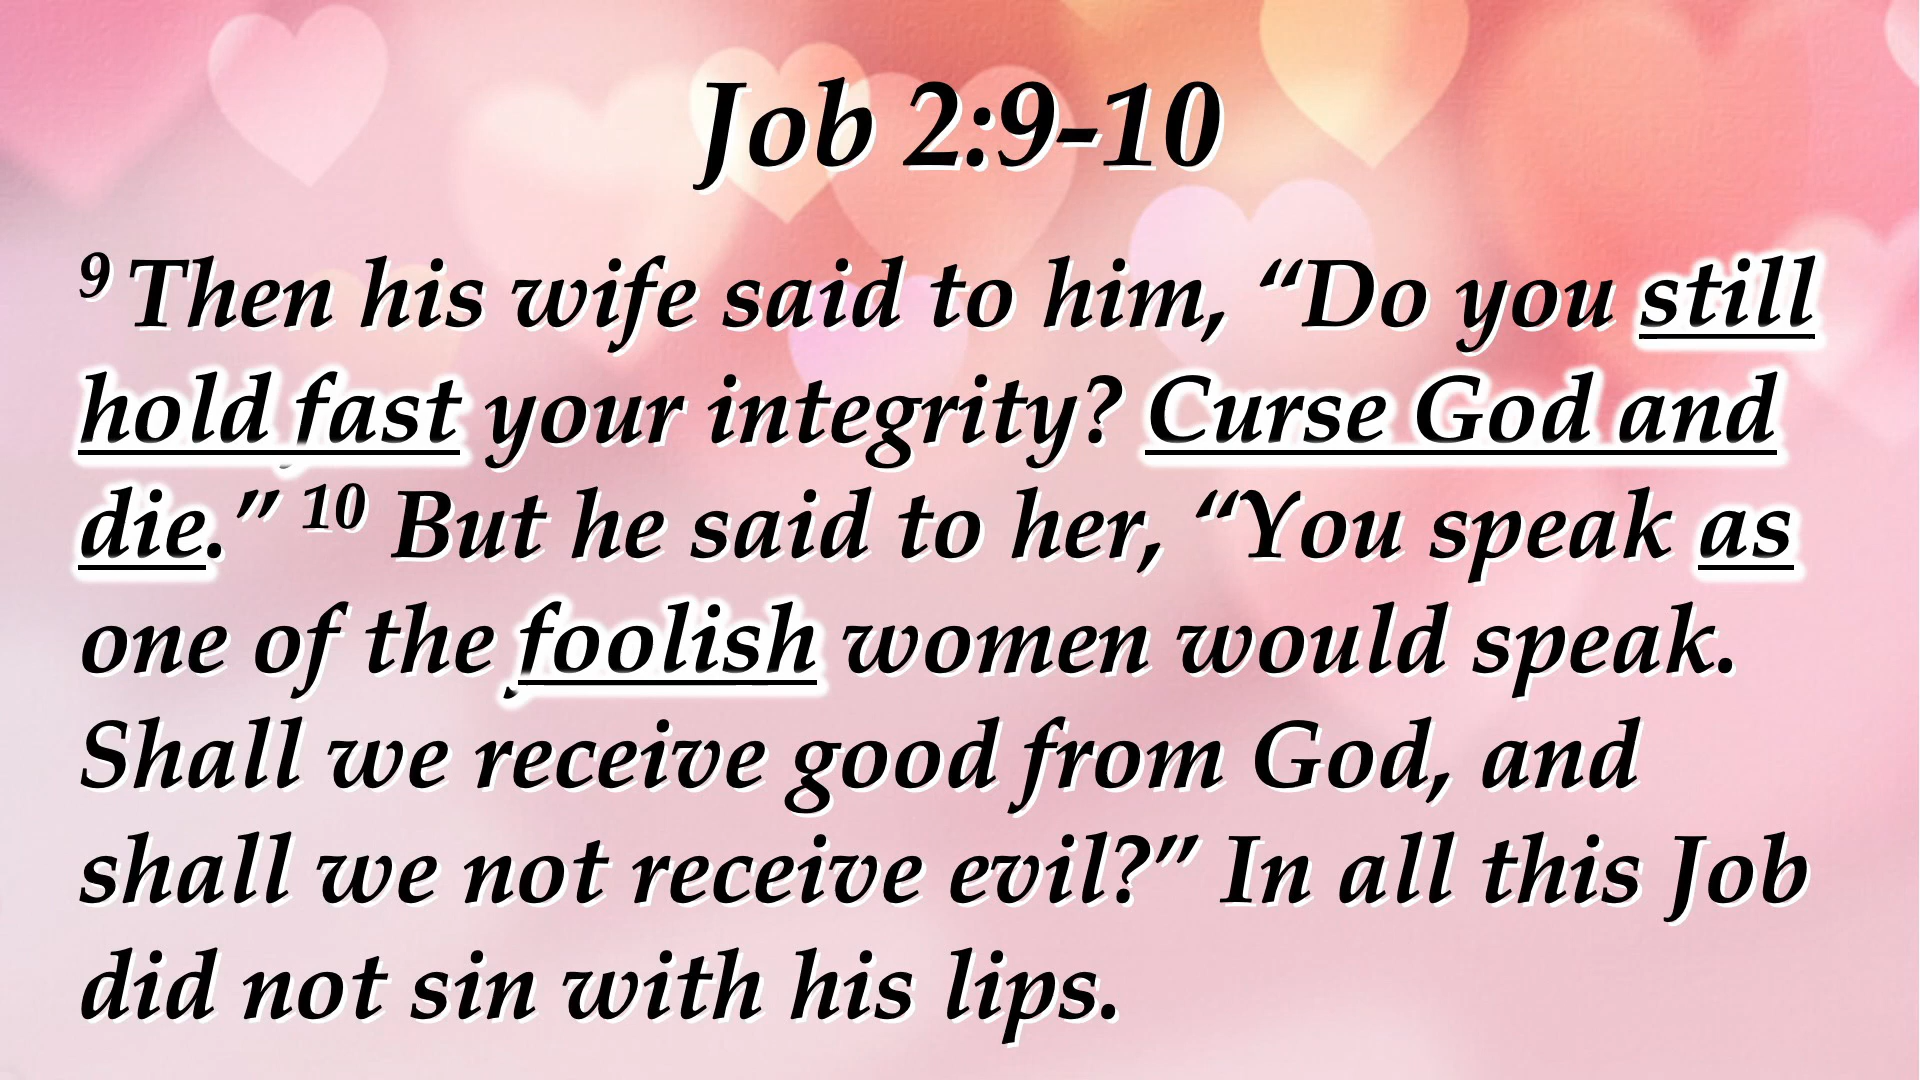 Job 2:9-10
9 Then his wife said to him, “Do you still
hold fast your integrity? Curse God and
die.” 10 But he said to her, “You speak as
one of the foolish women would speak.
Shall we receive good from God, and
shall we not receive evil?” In all this Job
did not sin with his lips.